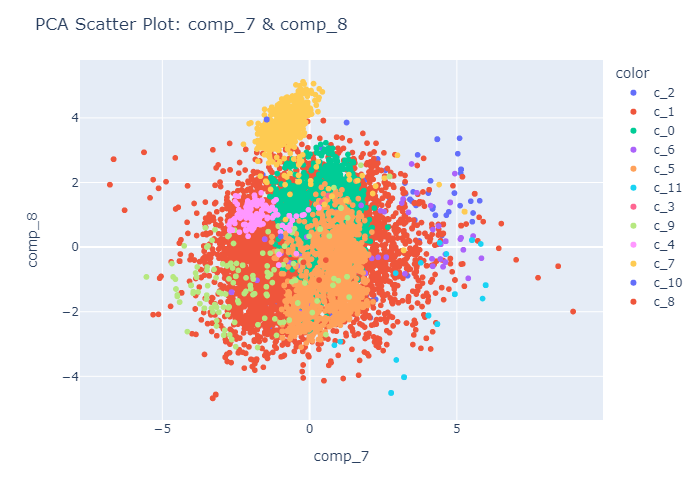 PCA Scatter Plot: comp_7 & comp_8
color
c_2
c_1
c_0
c_6
c_5
c_11
c_3
c_9
c_4
c_7
c_10
c_8
comp_8
4
2
0
−2
−4
−5
0
5
comp_7